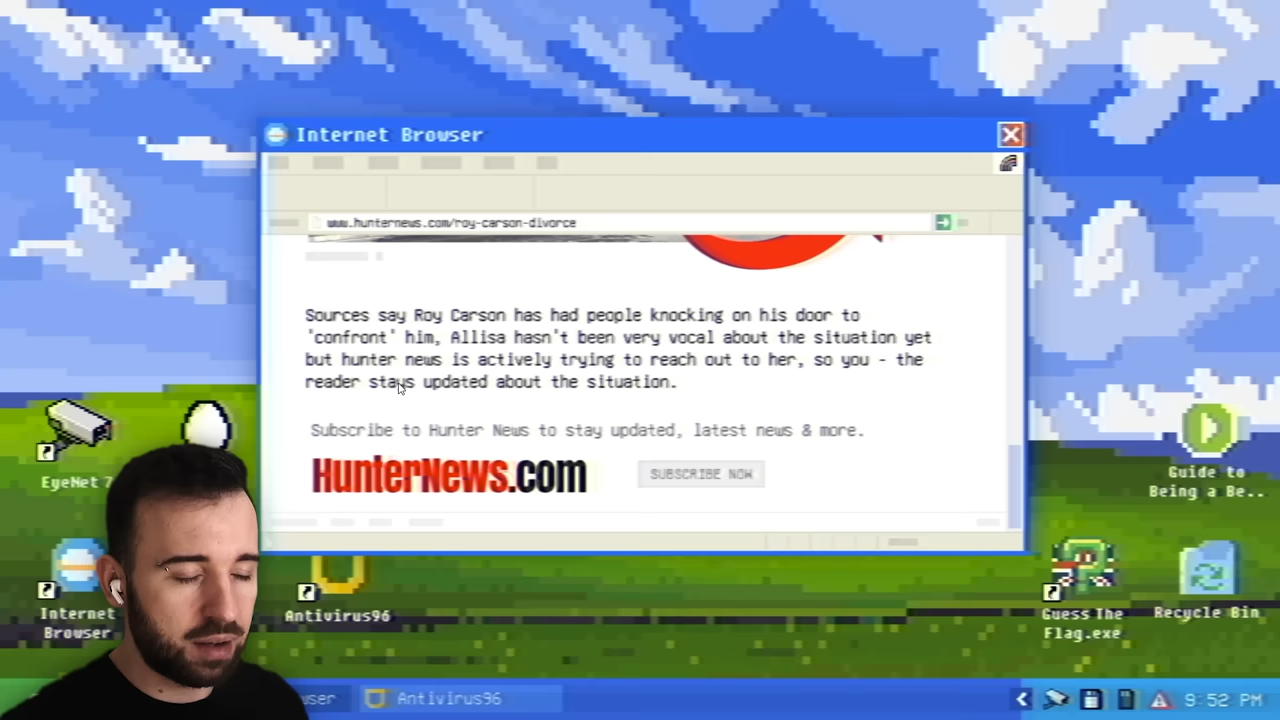 Internet Browser
www.hunternews.com/roy-carson-divorce
Sources say Roy Carson has had people knocking on his door to
'confront' him, Allisa hasn't been very vocal about the situation yet
but hunter news is actively trying to reach out to her, so you - the
reader stays updated about the situation.
Subscribe to Hunter News to stay updated, latest news & more.
HunterNews.com
SUBSCRIBE NOW
EyeNet
Guide to
Being a Be..
Internet
Browser
Antivirus96
Guess The
Flag.exe
Recycle Bin
Antivirus96
9:52 PM